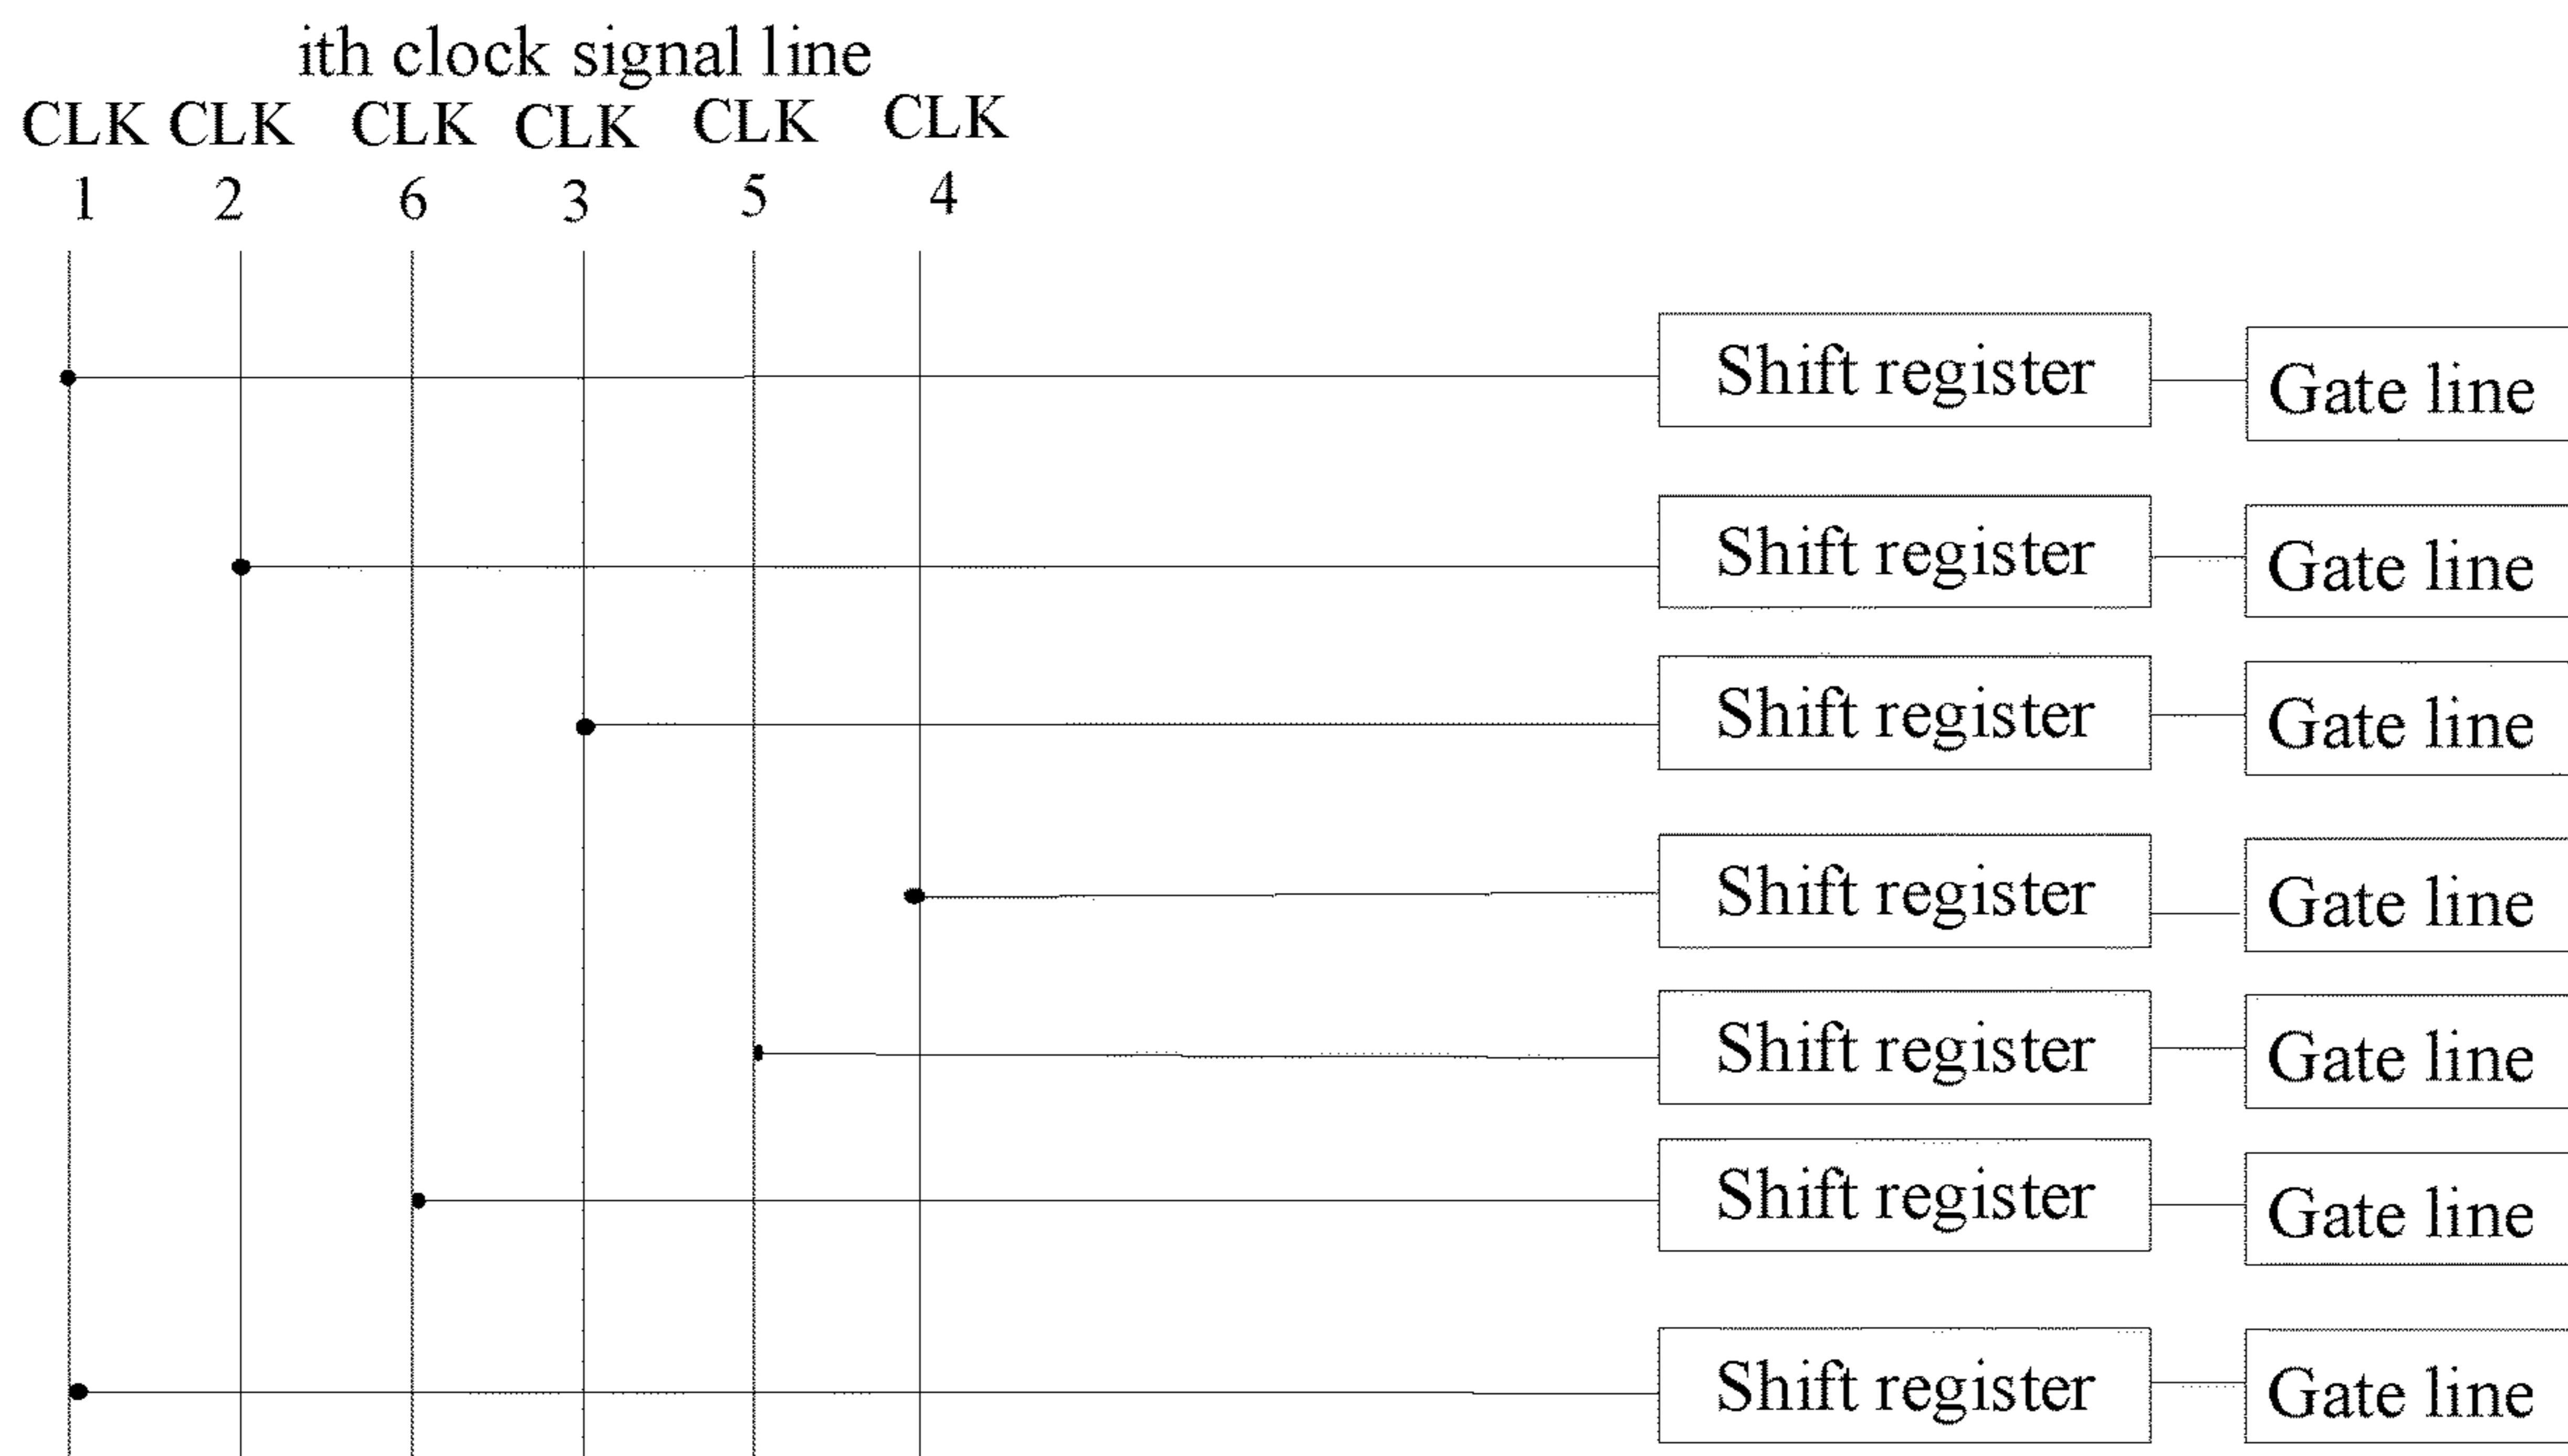 ith clock signal line
CLK CLK CLK CLK CLK CLK
1 2 6 3 5 4
Shift register Gate line
Shift register Gate line
Shift register Gate line
Shift register Gate line
Shift register Gate line
Shift register Gate line
Shift register Gate line